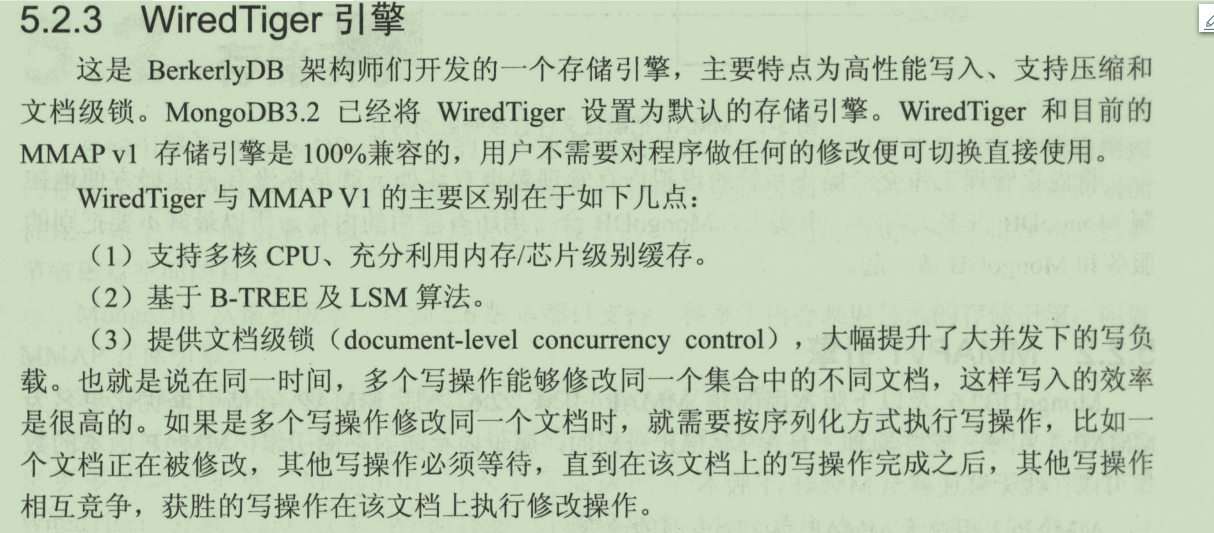 5.2.3 WiredTiger 引擎
这是 BerkerlyDB 架构师们开发的一个存储引擎，主要特点为高性能写入、支持压缩和
文档级锁。MongoDB3.2 已经将 WiredTiger 设置为默认的存储引擎。WiredTiger 和目前的
MMAP v1 存储引擎是 100%兼容的，用户不需要对程序做任何的修改便可切换直接使用。
WiredTiger 与 MMAP V1 的主要区别在于如下几点：
（1）支持多核 CPU、充分利用内存/芯片级别缓存。
（2）基于 B-TREE 及 LSM 算法。
（3）提供文档级锁（document-level concurrency control），大幅提升了大并发下的写负
载。也就是说在同一时间，多个写操作能够修改同一个集合中的不同文档，这样写入的效率
是很高的。如果是多个写操作修改同一个文档时，就需要按序列化方式执行写操作，比如一
个文档正在被修改，其他写操作必须等待，直到在该文档上的写操作完成之后，其他写操作
相互竞争，获胜的写操作在该文档上执行修改操作。